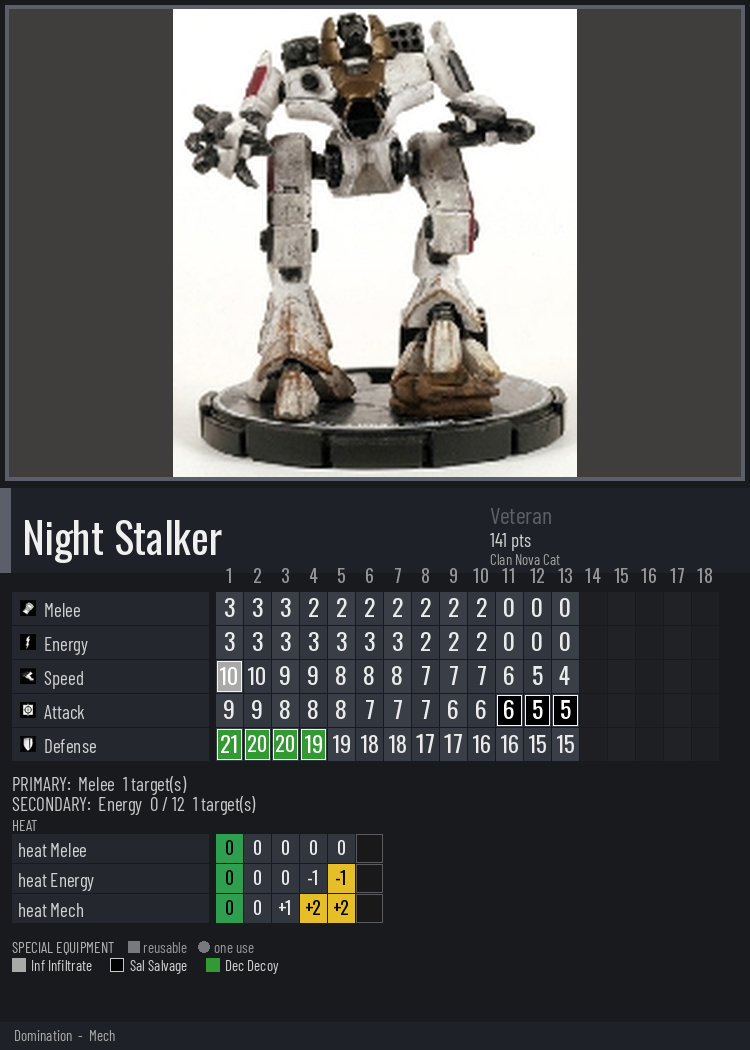 Night Stalker
Veteran
141 pts
Clan Nova Cat
1 2 3 4 5 6 7 8 9 10 11 12 13 14 15 16 17 18
Melee 3 3 3 2 2 2 2 2 2 2 0 0 0
Energy 3 3 3 3 3 3 3 2 2 2 0 0 0
Speed 10 10 9 9 8 8 8 7 7 7 6 5 4
Attack 9 9 8 8 8 7 7 7 6 6 6 5 5
Defense 21 20 20 19 19 18 18 17 17 16 16 15 15
PRIMARY: Melee 1 target(s)
SECONDARY: Energy 0 / 12 1 target(s)
HEAT
heat Melee 0 0 0 0 0
heat Energy 0 0 0 -1 -1
heat Mech 0 0 +1 +2 +2
SPECIAL EQUIPMENT reusable one use
Inf Infiltrate Sal Salvage Dec Decoy
Domination - Mech